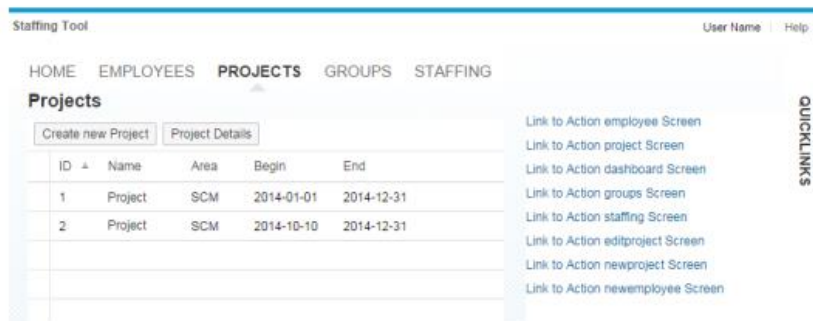 Staffing Tool
User Name Help
HOME EMPLOYEES PROJECTS GROUPS STAFFING
Projects
Create new Project Project Details
ID Name Area Begin End
1 Project SCM 2014-01-01 2014-12-31
2 Project SCM 2014-10-10 2014-12-31
Link to Action employee Screen
Link to Action project Screen
Link to Action dashboard Screen
Link to Action groups Screen
Link to Action staffing Screen
Link to Action editproject Screen
Link to Action newproject Screen
Link to Action newemployee Screen
QUICKLINKS